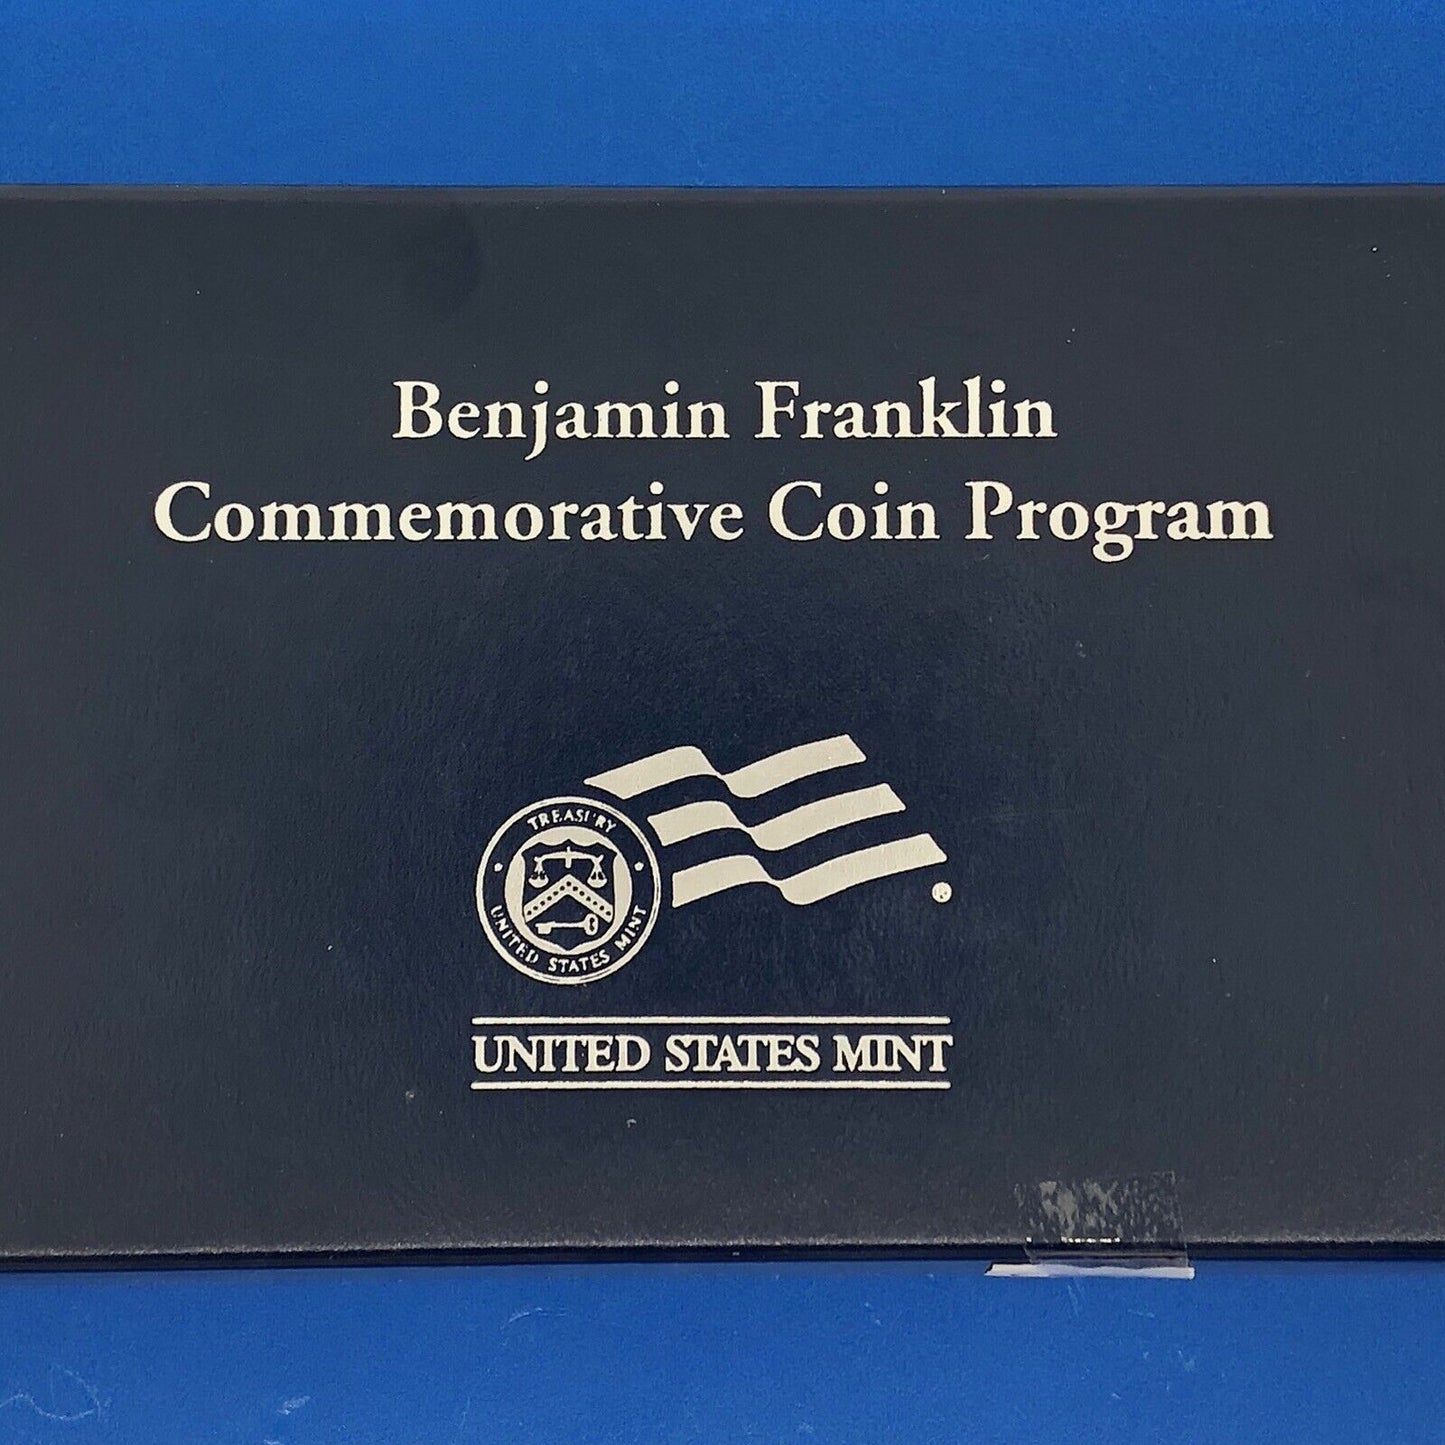 Benjamin Franklin
Commemorative Coin Program
TREASURY
UNITED STATES MINT
®
UNITED STATES MINT